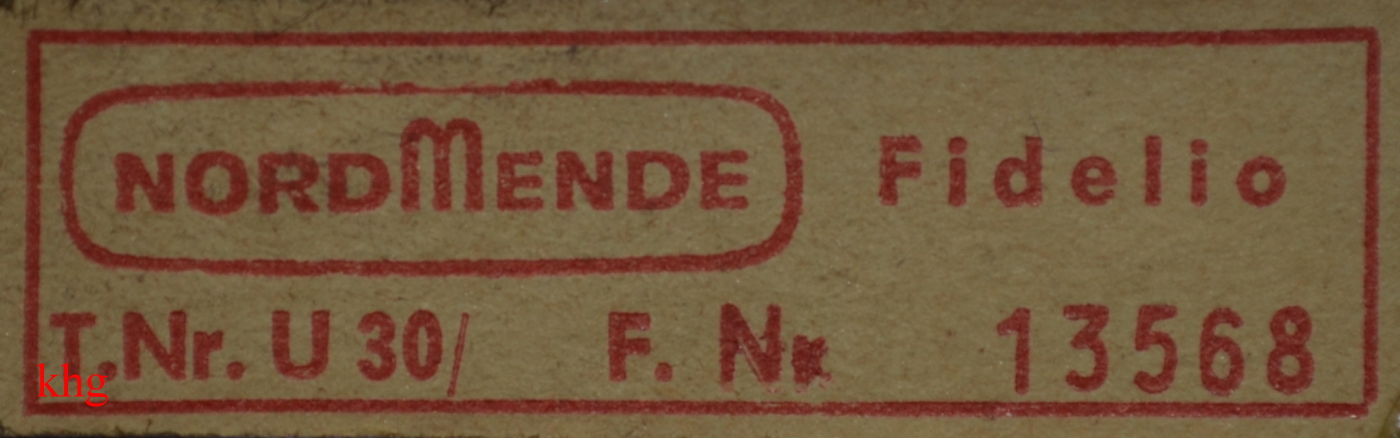 NORDMENDE Fidelio
T.Nr. U 30/ F. Nr. 13568
khg